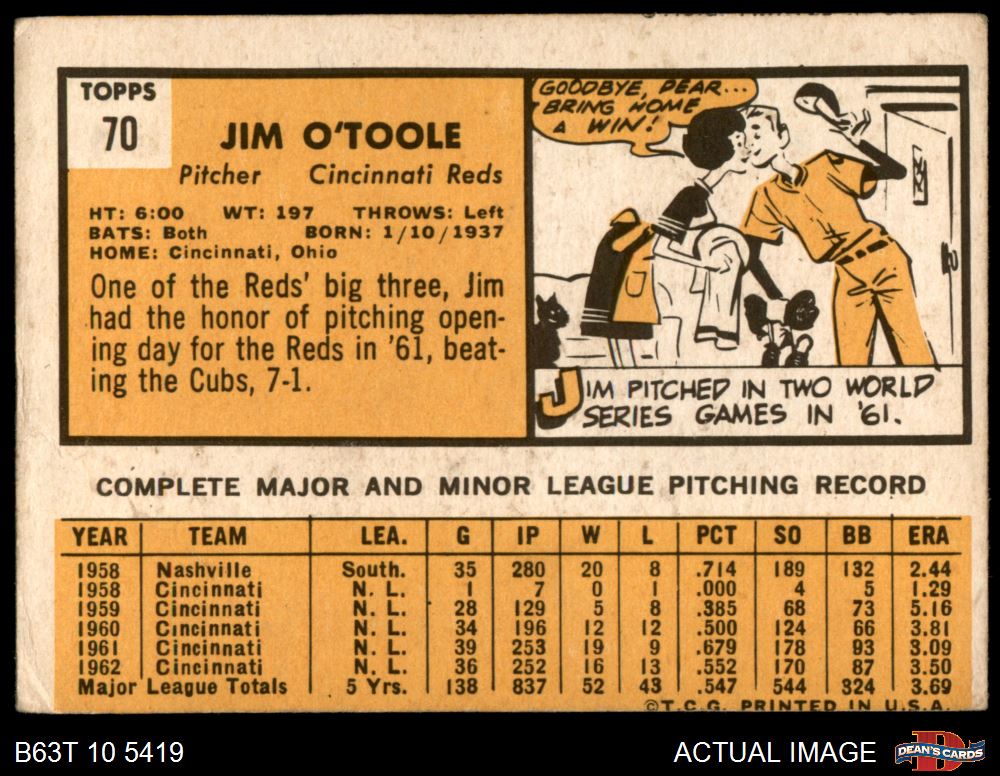 TOPPS
70
JIM O'TOOLE
Pitcher Cincinnati Reds
HT: 6:00 WT: 197 THROWS: Left
BATS: Both BORN: 1/10/1937
HOME: Cincinnati, Ohio
One of the Reds' big three, Jim
had the honor of pitching open-
ing day for the Reds in '61, beat-
ing the Cubs, 7-1.
GOODBYE, DEAR...
BRING HOME
A WIN!
JIM PITCHED IN TWO WORLD
SERIES GAMES IN '61.
COMPLETE MAJOR AND MINOR LEAGUE PITCHING RECORD
YEAR TEAM LEA. G IP W L PCT SO BB ERA
1958 Nashville South. 35 280 20 8 .714 189 132 2.44
1958 Cincinnati N. L. 1 7 0 1 .000 4 5 1.29
1959 Cincinnati N. L. 28 129 5 8 .385 68 73 5.16
1960 Cincinnati N. L. 34 196 12 12 .500 124 66 3.81
1961 Cincinnati N. L. 39 253 19 9 .679 178 93 3.09
1962 Cincinnati N. L. 36 252 16 13 .552 170 87 3.50
Major League Totals 5 Yrs. 138 837 52 43 .547 544 324 3.69
©T.C.G. PRINTED IN U.S.A.
B63T 10 5419
ACTUAL IMAGE
DEAN'S CARDS